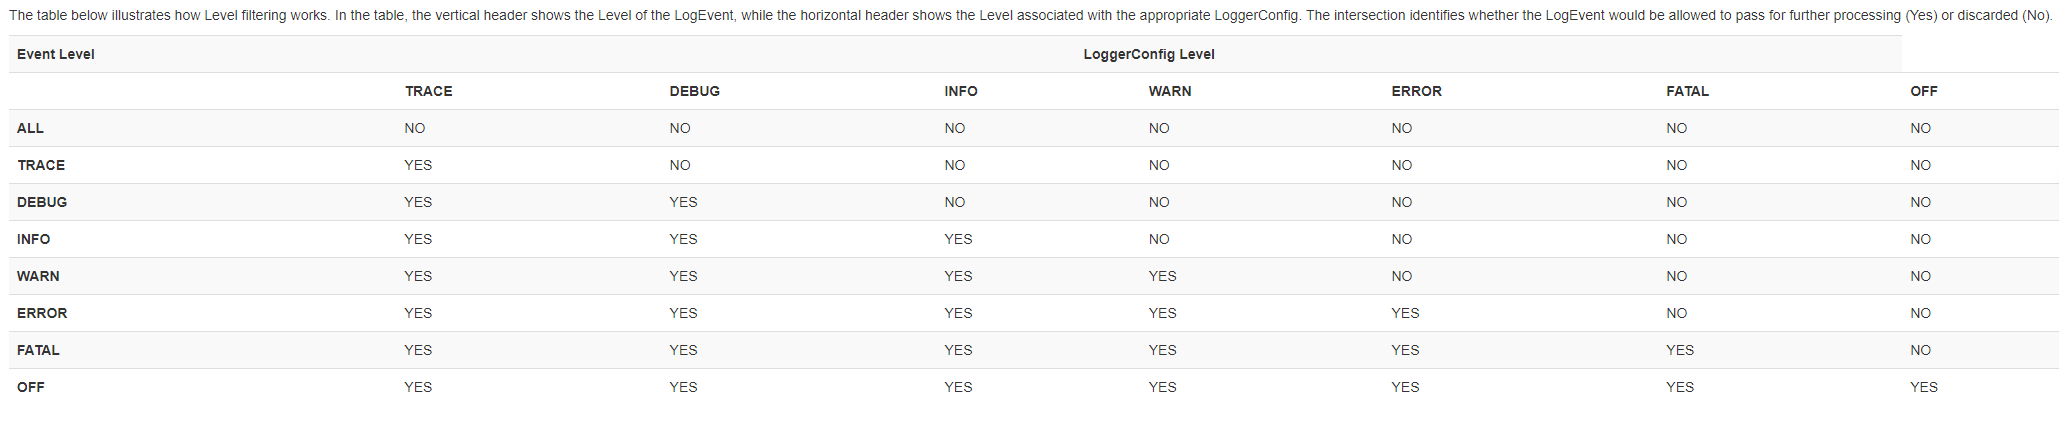 The table below illustrates how Level filtering works. In the table, the vertical header shows the Level of the LogEvent, while the horizontal header shows the Level associated with the appropriate LoggerConfig. The intersection identifies whether the LogEvent would be allowed to pass for further processing (Yes) or discarded (No).
Event Level LoggerConfig Level
TRACE DEBUG INFO WARN ERROR FATAL OFF
ALL NO NO NO NO NO NO NO
TRACE YES NO NO NO NO NO NO
DEBUG YES YES NO NO NO NO NO
INFO YES YES YES NO NO NO NO
WARN YES YES YES YES NO NO NO
ERROR YES YES YES YES YES NO NO
FATAL YES YES YES YES YES YES NO
OFF YES YES YES YES YES YES YES